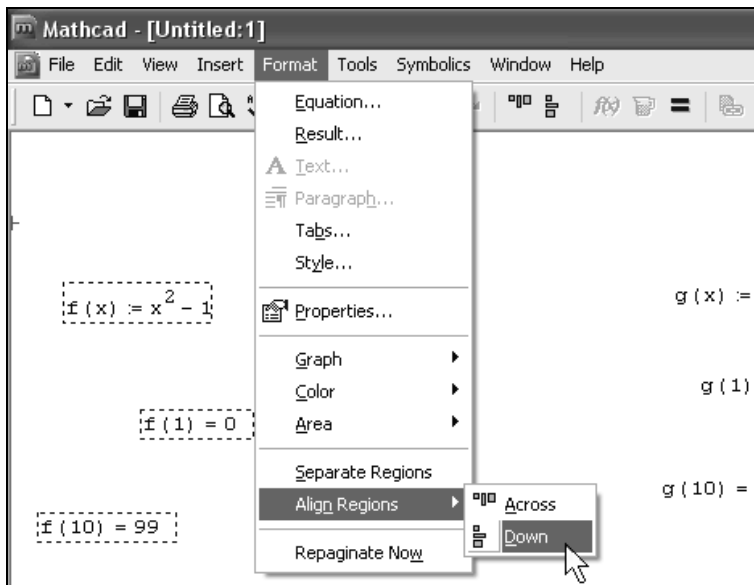 Mathcad - [Untitled:1]
File Edit View Insert Format Tools Symbolics Window Help
Equation...
Result...
Text...
Paragraph...
Tabs...
Style...
Properties...
Graph
Color
Area
Separate Regions
Align Regions
Repaginate Now
Across
Down
f(x) := x² - 1
f(1) = 0
f(10) = 99
g(x) :=
g(1)
g(10) =